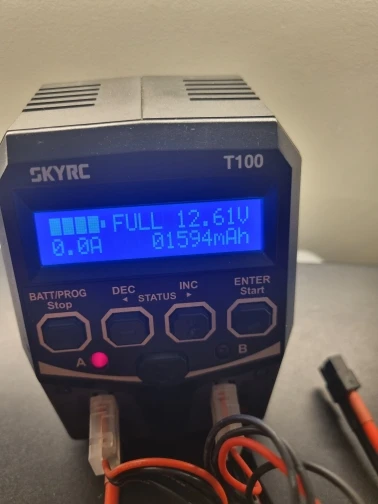 SKYRC T100
FULL 12.61V
0.0A 01594mAh
BATT/PROG DEC INC ENTER
Stop ◄ STATUS ► Start
A B